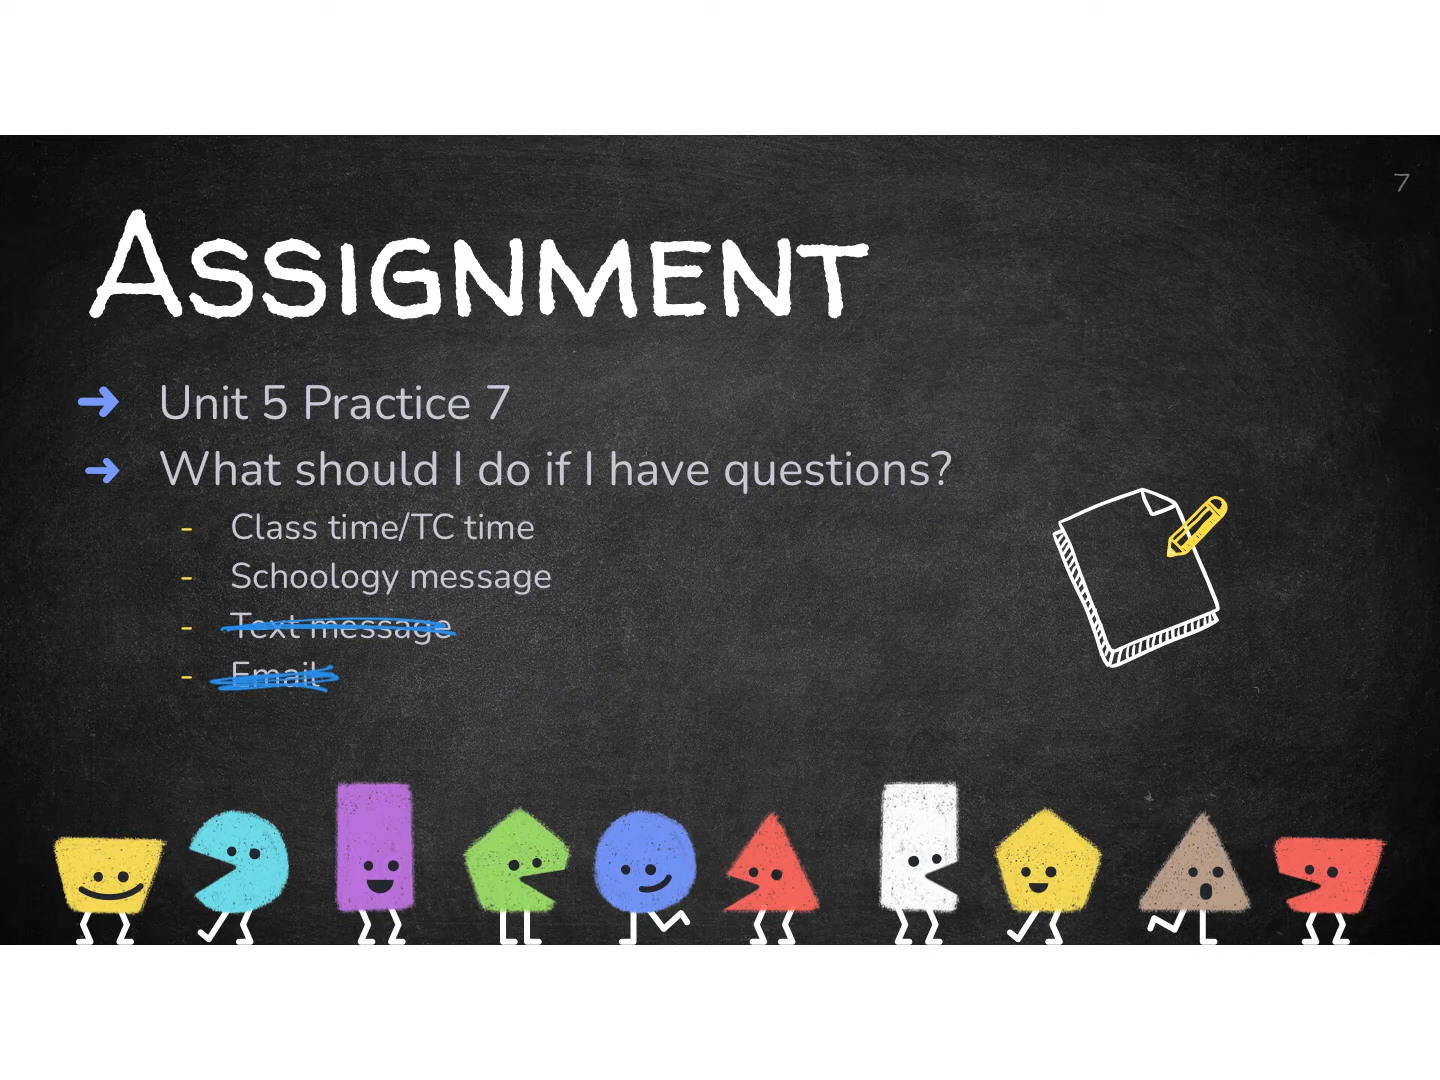 7
Assignment
➜ Unit 5 Practice 7
➜ What should I do if I have questions?
- Class time/TC time
- Schoology message
- Text message
- Email